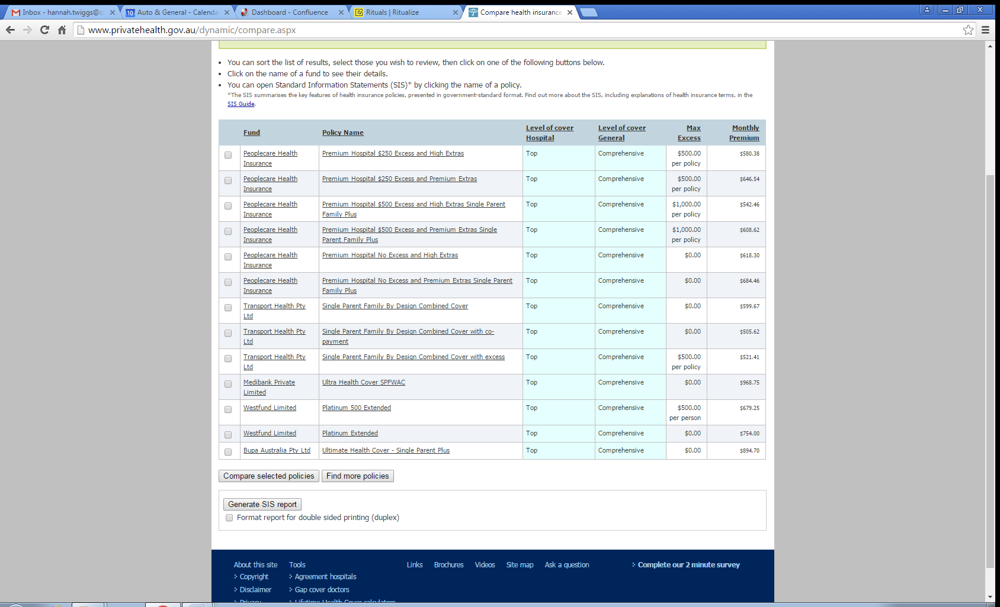 Inbox - hannah.twiggs@c
Auto & General - Calenda
Dashboard - Confluence
Rituals | Ritualize
Compare health insurance
www.privatehealth.gov.au/dynamic/compare.aspx
• You can sort the list of results, select those you wish to review, then click on one of the following buttons below.
• Click on the name of a fund to see their details.
• You can open Standard Information Statements (SIS)* by clicking the name of a policy.
*The SIS summarises the key features of health insurance policies, presented in government-standard format. Find out more about the SIS, including explanations of health insurance terms, in the
SIS Guide.
Fund Policy Name Level of cover Hospital Level of cover General Max Excess Monthly Premium
Peoplecare Health Insurance Premium Hospital $250 Excess and High Extras Top Comprehensive $500.00 per policy $580.38
Peoplecare Health Insurance Premium Hospital $250 Excess and Premium Extras Top Comprehensive $500.00 per policy $646.54
Peoplecare Health Insurance Premium Hospital $500 Excess and High Extras Single Parent Family Plus Top Comprehensive $1,000.00 per policy $542.46
Peoplecare Health Insurance Premium Hospital $500 Excess and Premium Extras Single Parent Family Plus Top Comprehensive $1,000.00 per policy $608.62
Peoplecare Health Insurance Premium Hospital No Excess and High Extras Top Comprehensive $0.00 $618.30
Peoplecare Health Insurance Premium Hospital No Excess and Premium Extras Single Parent Family Plus Top Comprehensive $0.00 $684.46
Transport Health Pty Ltd Single Parent Family By Design Combined Cover Top Comprehensive $0.00 $599.67
Transport Health Pty Ltd Single Parent Family By Design Combined Cover with co-payment Top Comprehensive $0.00 $505.62
Transport Health Pty Ltd Single Parent Family By Design Combined Cover with excess Top Comprehensive $500.00 per policy $521.41
Medibank Private Limited Ultra Health Cover SPFWAC Top Comprehensive $0.00 $968.75
Westfund Limited Platinum 500 Extended Top Comprehensive $500.00 per person $679.25
Westfund Limited Platinum Extended Top Comprehensive $0.00 $754.00
Bupa Australia Pty Ltd Ultimate Health Cover - Single Parent Plus Top Comprehensive $0.00 $894.70
Compare selected policies Find more policies
Generate SIS report
Format report for double sided printing (duplex)
About this site Tools Links Brochures Videos Site map Ask a question Complete our 2 minute survey
Copyright Agreement hospitals
Disclaimer Gap cover doctors
Privacy Lifetime Health Cover calculators